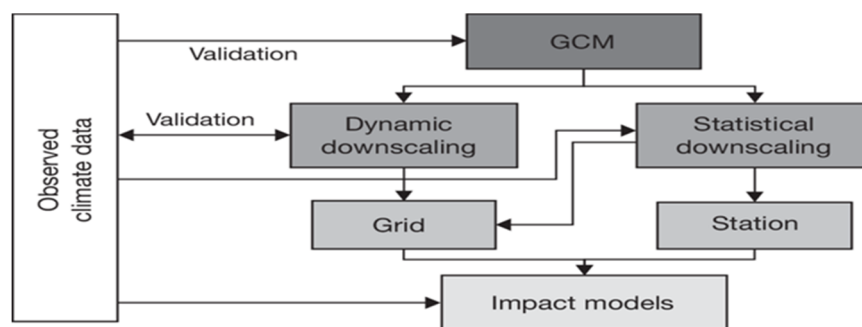 GCM
Validation
Validation
Dynamic
downscaling
Statistical
downscaling
Observed
climate data
Grid
Station
Impact models